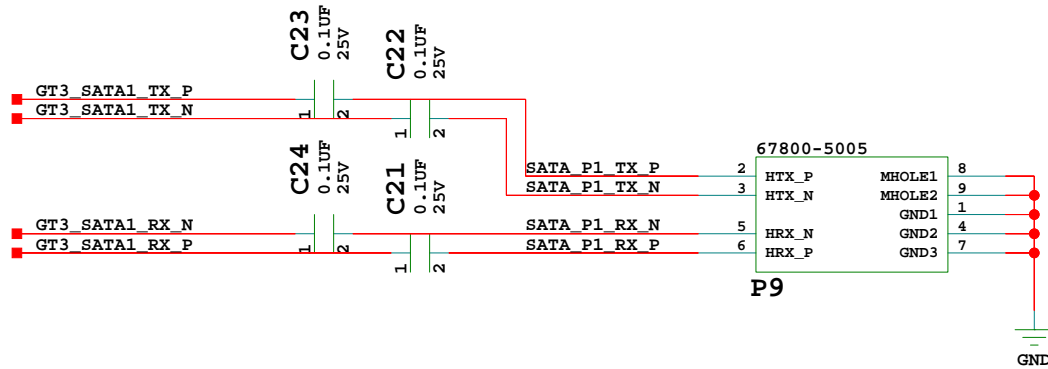 C23
0.1UF
25V
C22
0.1UF
25V
GT3_SATA1_TX_P
GT3_SATA1_TX_N
1
2
1
2
C24
0.1UF
25V
C21
0.1UF
25V
GT3_SATA1_RX_N
GT3_SATA1_RX_P
1
2
1
2
SATA_P1_TX_P
SATA_P1_TX_N
SATA_P1_RX_N
SATA_P1_RX_P
67800-5005
2 HTX_P MHOLE1 8
3 HTX_N MHOLE2 9
GND1 1
5 HRX_N GND2 4
6 HRX_P GND3 7
P9
GND